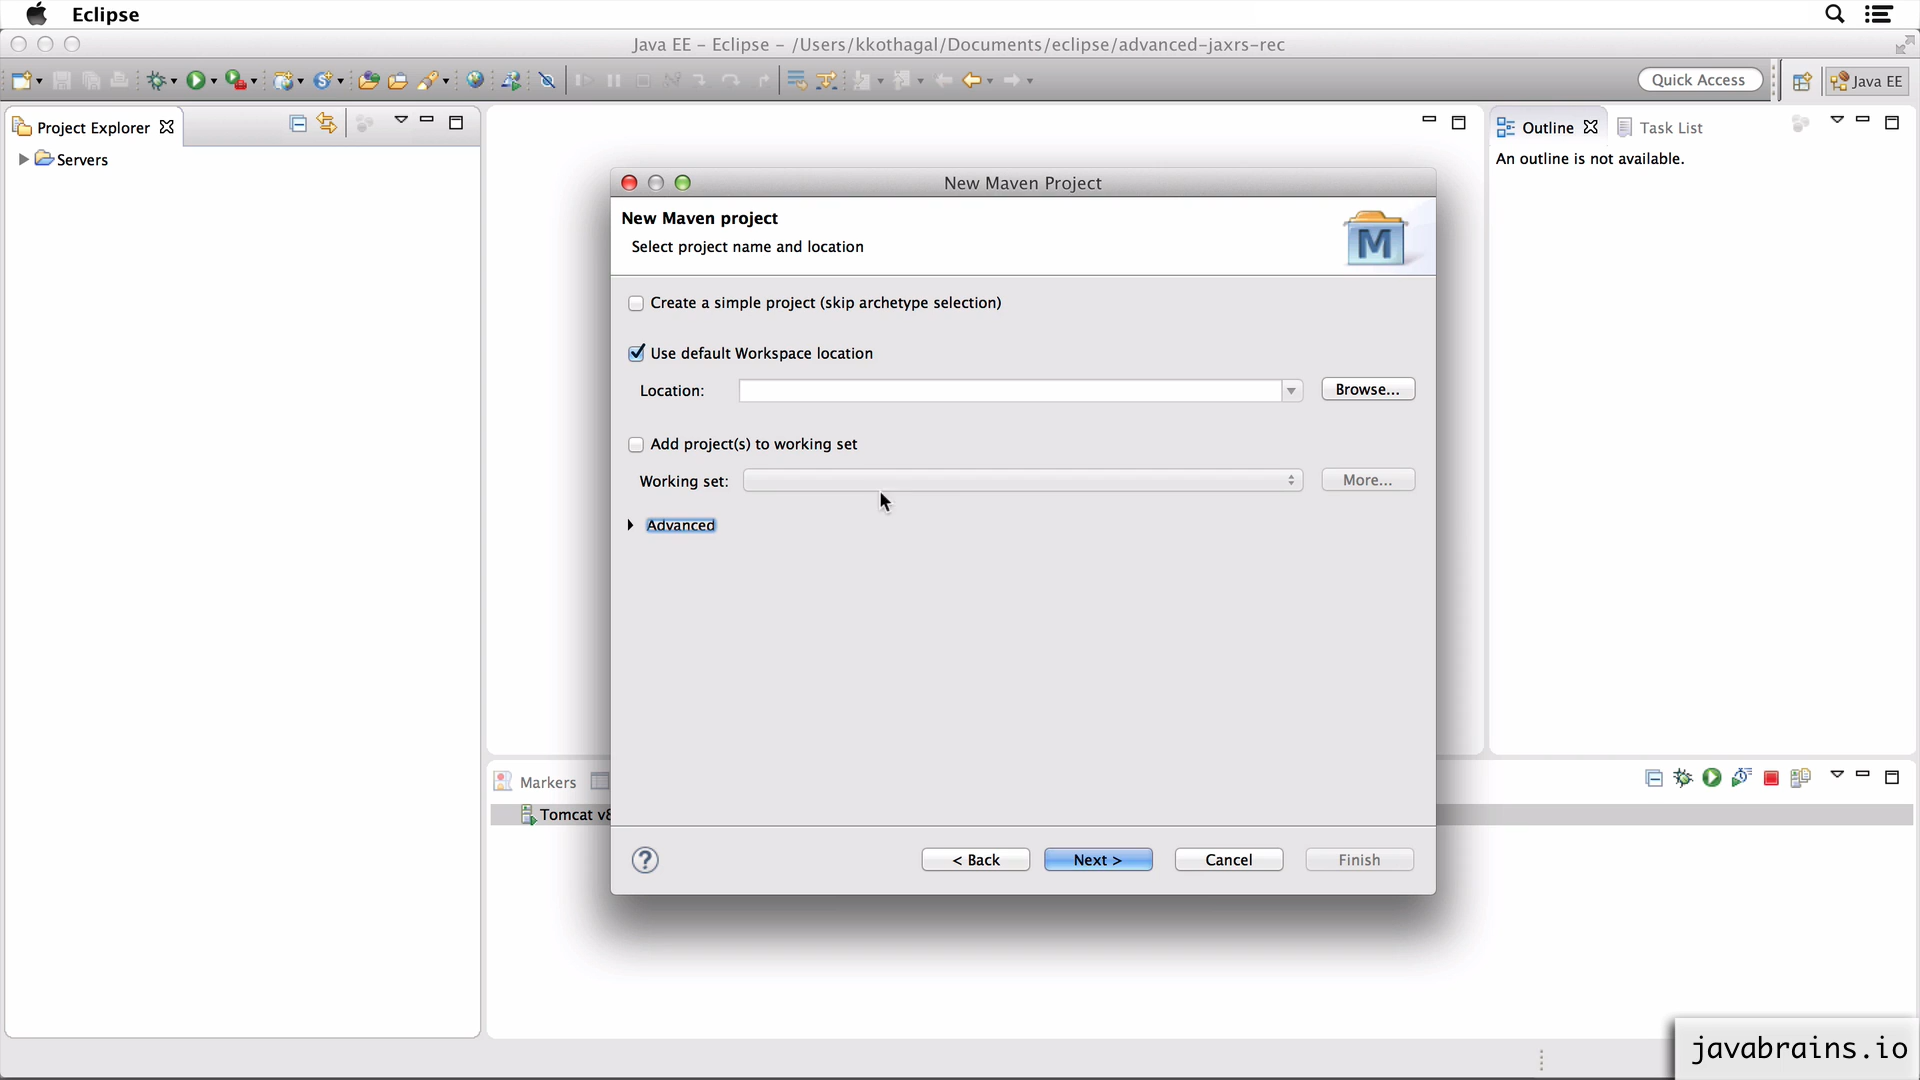 Eclipse
Java EE – Eclipse – /Users/kkothagal/Documents/eclipse/advanced-jaxrs-rec
Quick Access
Java EE
Project Explorer
Servers
Outline
Task List
An outline is not available.
New Maven Project
New Maven project
Select project name and location
M
Create a simple project (skip archetype selection)
Use default Workspace location
Location:
Browse...
Add project(s) to working set
Working set:
More...
Advanced
Markers
Tomcat v8
?
< Back
Next >
Cancel
Finish
javabrains.io